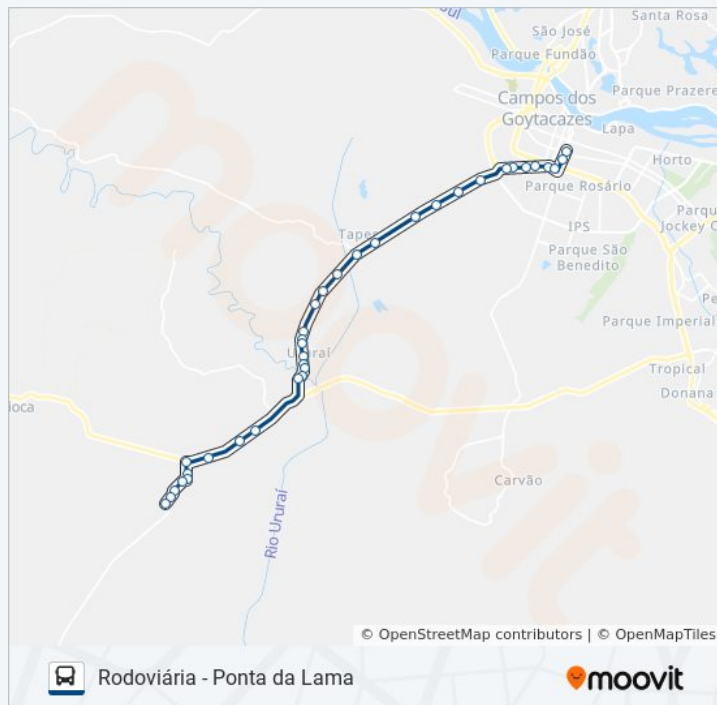 ul
Santa Rosa
São José
Parque Fundão
Parque Prazere
Campos dos
Goytacazes
Lapa
Horto
Parque Rosário
IPS
Parqu
Jockey C
Parque São
Benedito
Tapes
Pe
Parque Imperial
Ururaí
Tropical
Donana
ioca
Carvão
Rio Ururaí
moovit
© OpenStreetMap contributors | © OpenMapTiles
Rodoviária - Ponta da Lama
moovit